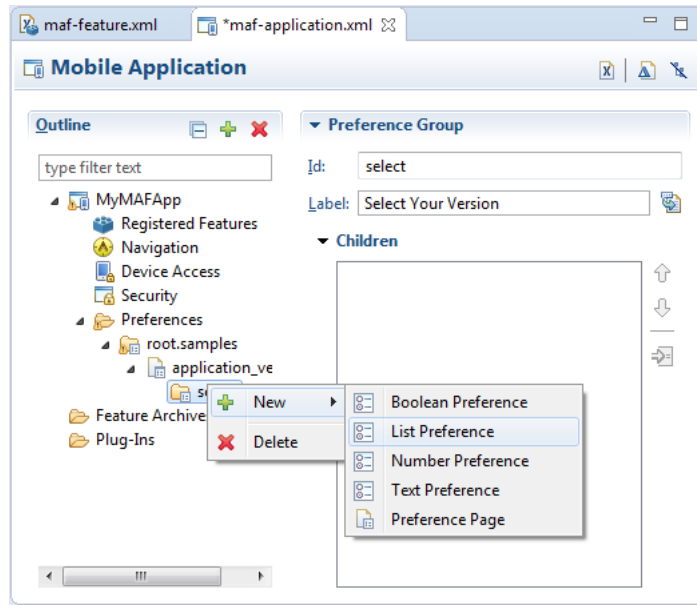 maf-feature.xml
*maf-application.xml
Mobile Application
Outline
type filter text
MyMAFApp
Registered Features
Navigation
Device Access
Security
Preferences
root.samples
application_ve
Feature Archive
Plug-Ins
Preference Group
Id: select
Label: Select Your Version
Children
New
Delete
Boolean Preference
List Preference
Number Preference
Text Preference
Preference Page